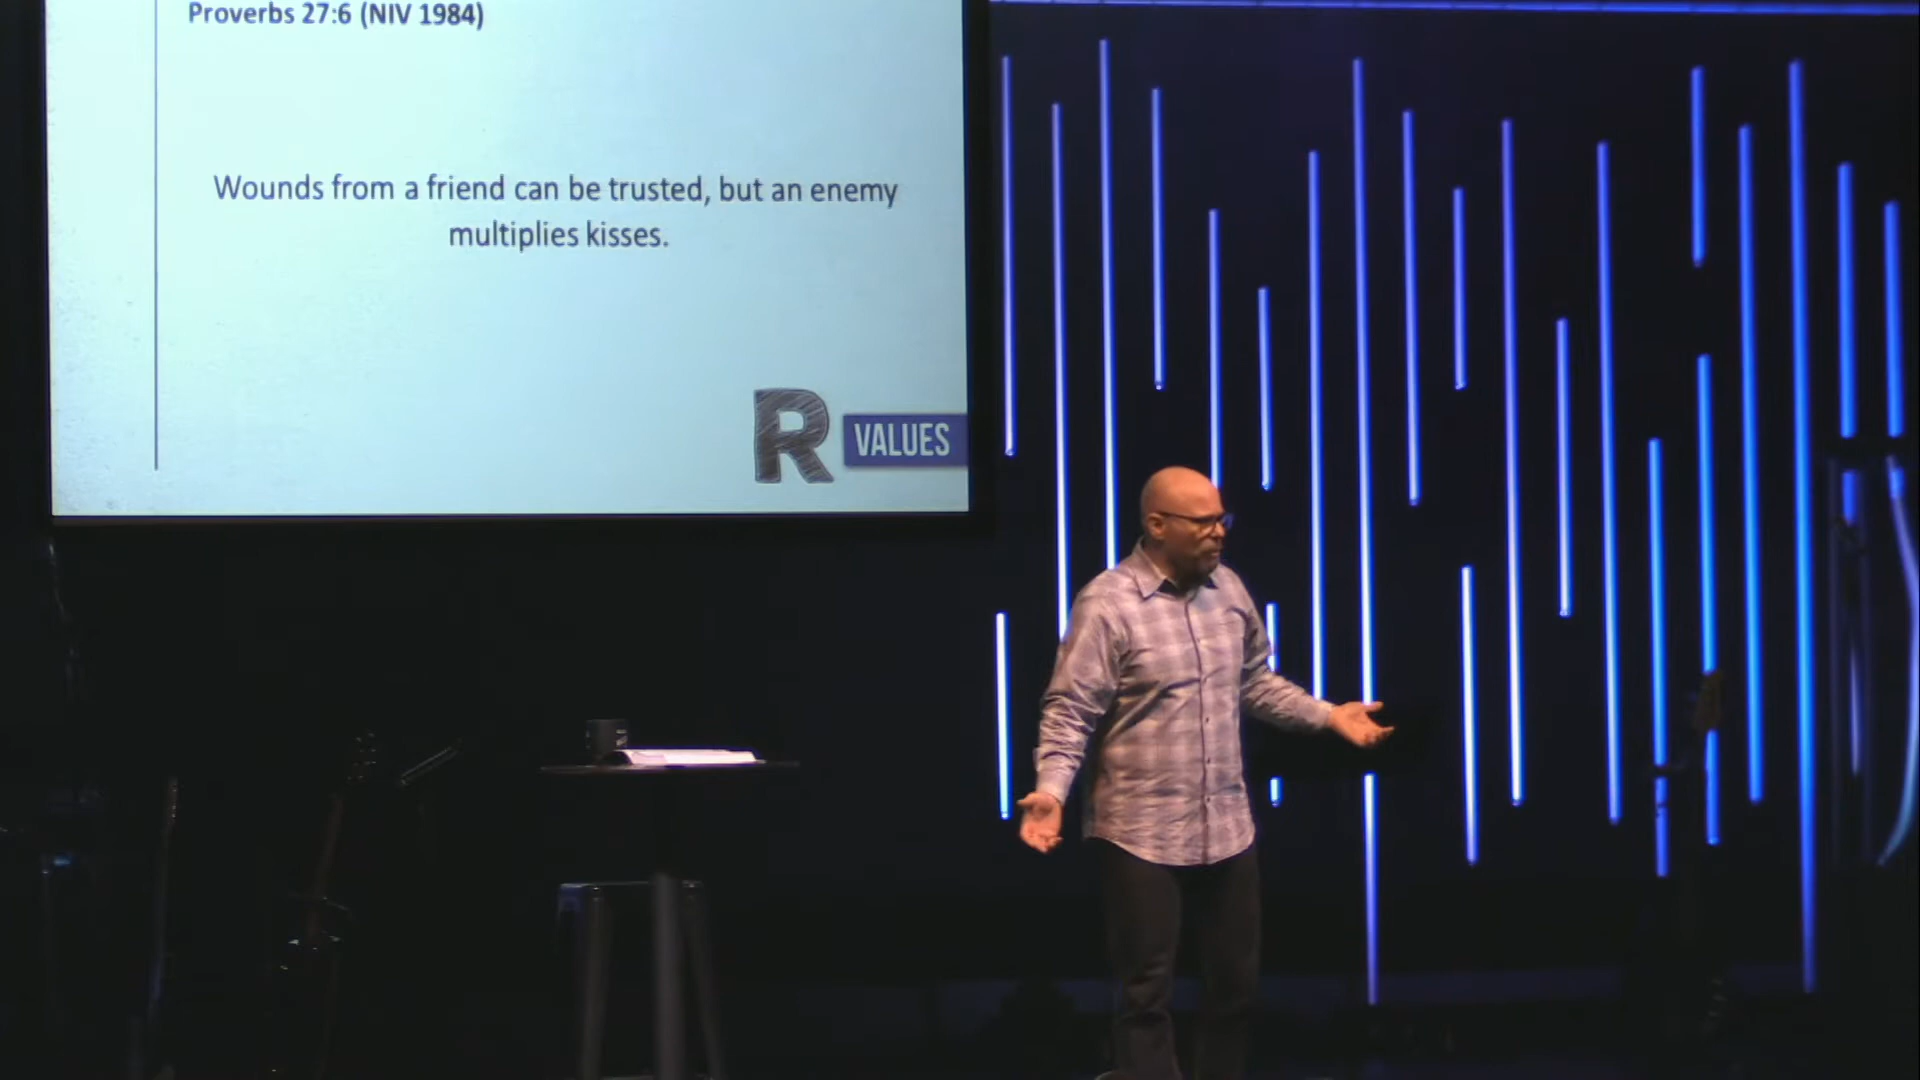 Proverbs 27:6 (NIV 1984)
Wounds from a friend can be trusted, but an enemy
multiplies kisses.
R VALUES